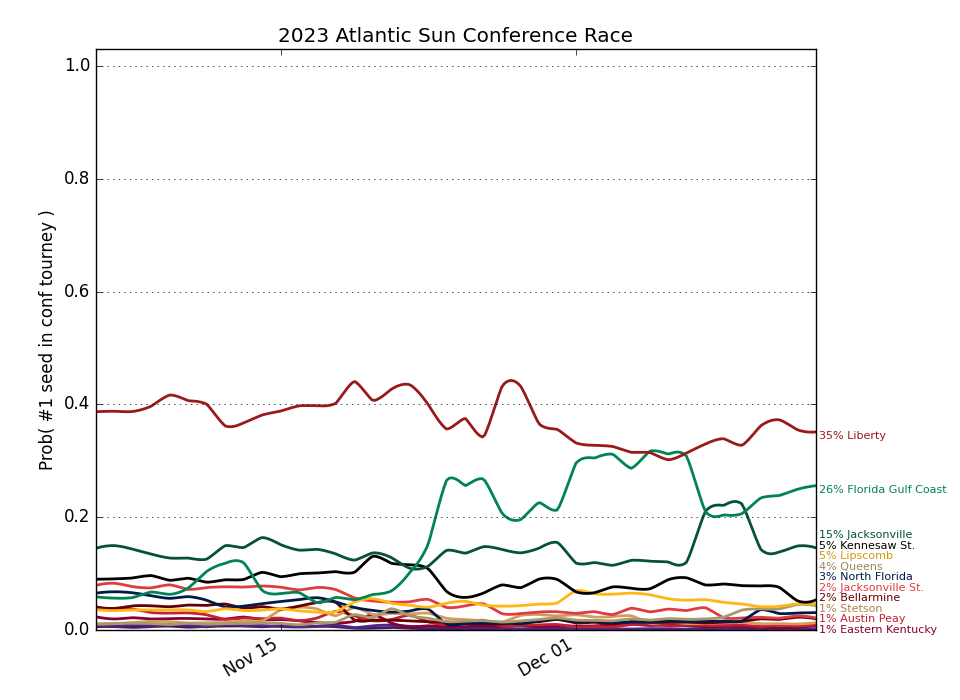 2023 Atlantic Sun Conference Race
Prob( #1 seed in conf tourney )
1.0
0.8
0.6
0.4
0.2
0.0
Nov 15
Dec 01
35% Liberty
26% Florida Gulf Coast
15% Jacksonville
5% Kennesaw St.
5% Lipscomb
4% Queens
3% North Florida
2% Jacksonville St.
2% Bellarmine
1% Stetson
1% Austin Peay
1% Eastern Kentucky